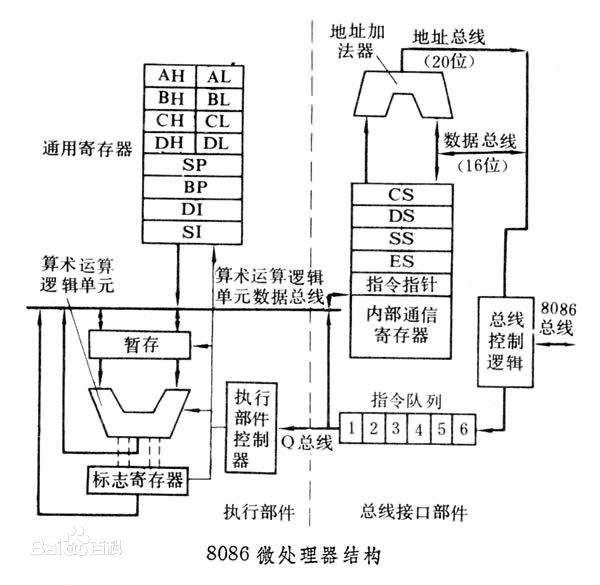 AH AL
BH BL
CH CL
DH DL
SP
BP
DI
SI
通用寄存器
地址加
法器
地址总线
(20位)
数据总线
(16位)
CS
DS
SS
ES
指令指针
内部通信
寄存器
算术运算
逻辑单元
算术运算逻辑
单元数据总线
暂存
标志寄存器
执行
部件
控制
器
Q总线
指令队列
1 2 3 4 5 6
总线
控制
逻辑
8086
总线
执行部件
总线接口部件
Bai百科
8086微处理器结构